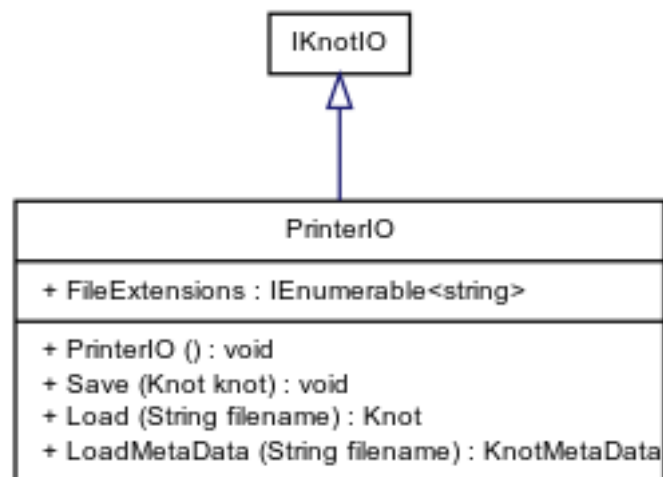 IKnotIO
PrinterIO
+ FileExtensions : IEnumerable<string>
+ PrinterIO () : void
+ Save (Knot knot) : void
+ Load (String filename) : Knot
+ LoadMetaData (String filename) : KnotMetaData